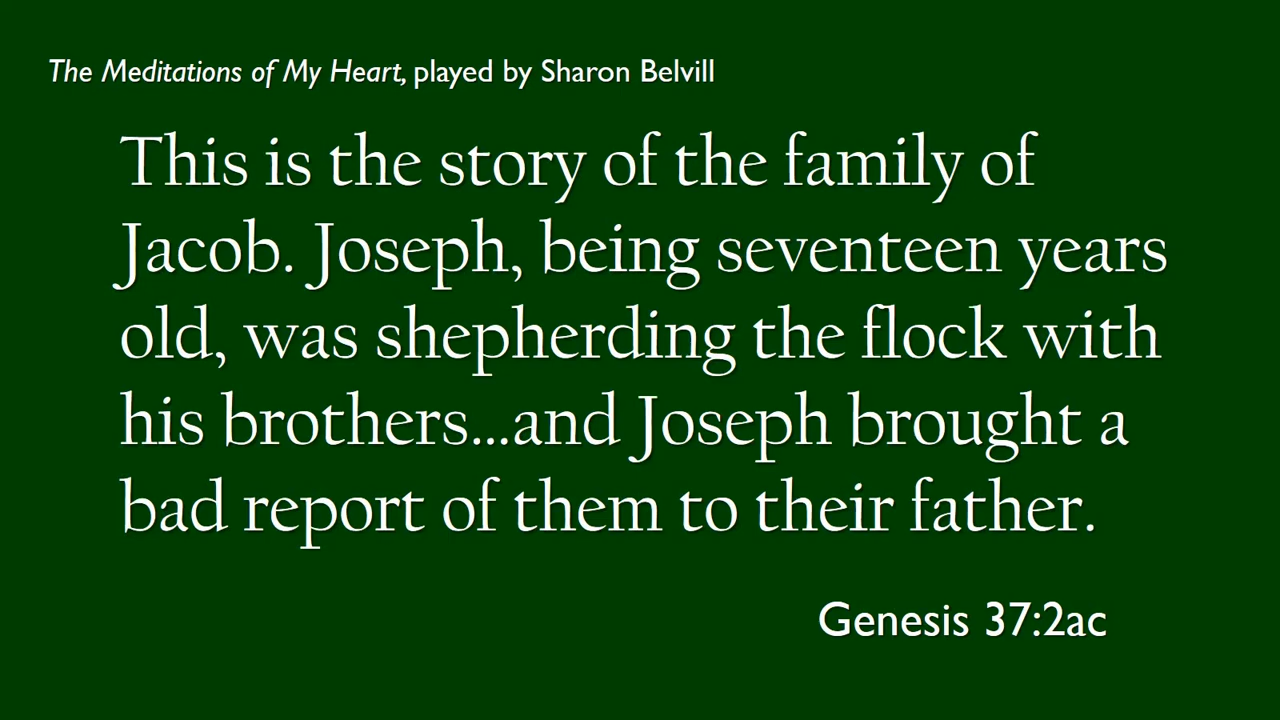 The Meditations of My Heart, played by Sharon Belvill
This is the story of the family of
Jacob. Joseph, being seventeen years
old, was shepherding the flock with
his brothers...and Joseph brought a
bad report of them to their father.
Genesis 37:2ac